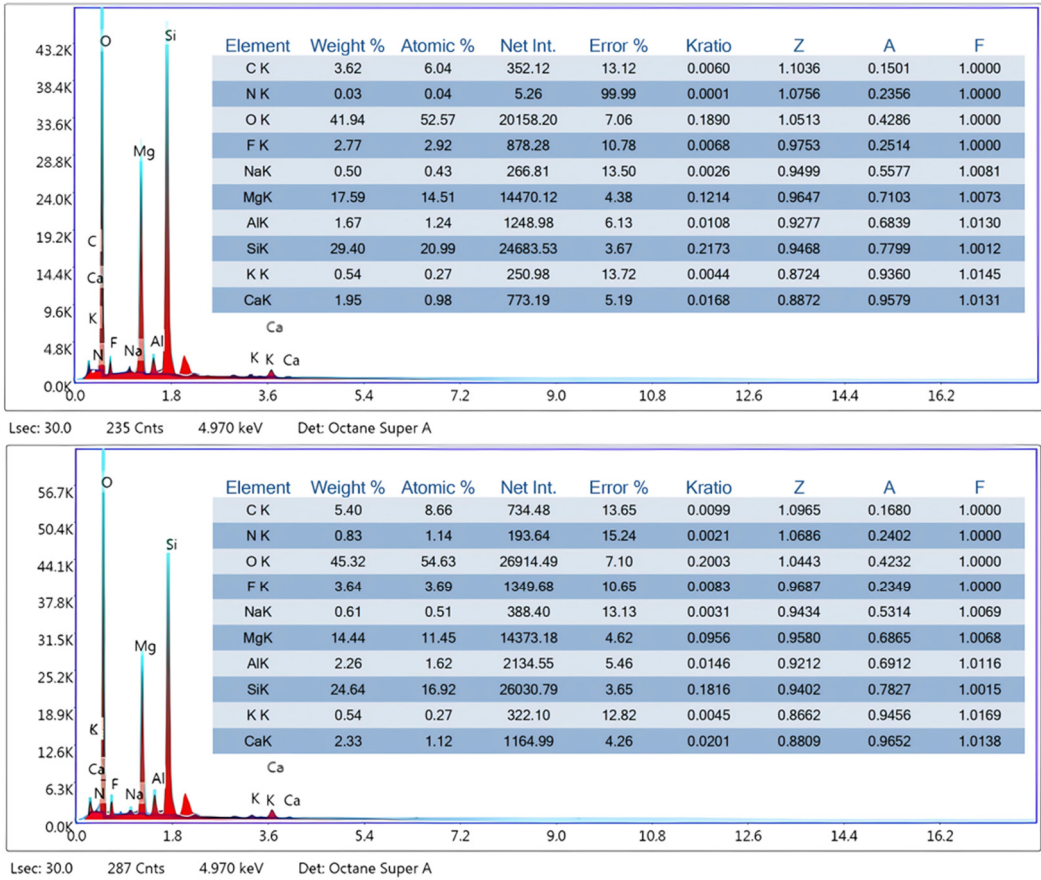 43.2K
38.4K
33.6K
28.8K
24.0K
19.2K
14.4K
9.6K
4.8K
0.0K
O
Si
Mg
C
Ca
K
N
F
Na
Al
Ca
K K Ca
Element Weight % Atomic % Net Int. Error % Kratio Z A F
C K 3.62 6.04 352.12 13.12 0.0060 1.1036 0.1501 1.0000
N K 0.03 0.04 5.26 99.99 0.0001 1.0756 0.2356 1.0000
O K 41.94 52.57 20158.20 7.06 0.1890 1.0513 0.4286 1.0000
F K 2.77 2.92 878.28 10.78 0.0068 0.9753 0.2514 1.0000
NaK 0.50 0.43 266.81 13.50 0.0026 0.9499 0.5577 1.0081
MgK 17.59 14.51 14470.12 4.38 0.1214 0.9647 0.7103 1.0073
AlK 1.67 1.24 1248.98 6.13 0.0108 0.9277 0.6839 1.0130
SiK 29.40 20.99 24683.53 3.67 0.2173 0.9468 0.7799 1.0012
K K 0.54 0.27 250.98 13.72 0.0044 0.8724 0.9360 1.0145
CaK 1.95 0.98 773.19 5.19 0.0168 0.8872 0.9579 1.0131
0.0 1.8 3.6 5.4 7.2 9.0 10.8 12.6 14.4 16.2
Lsec: 30.0 235 Cnts 4.970 keV Det: Octane Super A
56.7K
50.4K
44.1K
37.8K
31.5K
25.2K
18.9K
12.6K
6.3K
0.0K
O
Si
Mg
K
Ca
N
F
Na
Al
Ca
K K Ca
Element Weight % Atomic % Net Int. Error % Kratio Z A F
C K 5.40 8.66 734.48 13.65 0.0099 1.0965 0.1680 1.0000
N K 0.83 1.14 193.64 15.24 0.0021 1.0686 0.2402 1.0000
O K 45.32 54.63 26914.49 7.10 0.2003 1.0443 0.4232 1.0000
F K 3.64 3.69 1349.68 10.65 0.0083 0.9687 0.2349 1.0000
NaK 0.61 0.51 388.40 13.13 0.0031 0.9434 0.5314 1.0069
MgK 14.44 11.45 14373.18 4.62 0.0956 0.9580 0.6865 1.0068
AlK 2.26 1.62 2134.55 5.46 0.0146 0.9212 0.6912 1.0116
SiK 24.64 16.92 26030.79 3.65 0.1816 0.9402 0.7827 1.0015
K K 0.54 0.27 322.10 12.82 0.0045 0.8662 0.9456 1.0169
CaK 2.33 1.12 1164.99 4.26 0.0201 0.8809 0.9652 1.0138
0.0 1.8 3.6 5.4 7.2 9.0 10.8 12.6 14.4 16.2
Lsec: 30.0 287 Cnts 4.970 keV Det: Octane Super A